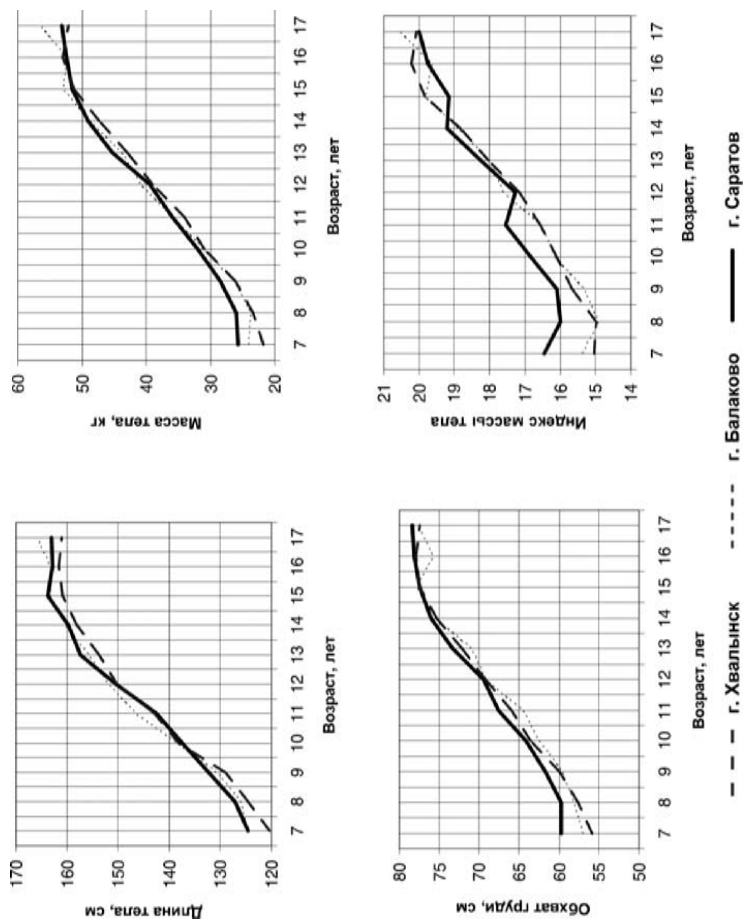 Масса тела, кг
60
50
40
30
20
7 8 9 10 11 12 13 14 15 16 17
Возраст, лет
Индекс массы тела
21
20
19
18
17
16
15
14
7 8 9 10 11 12 13 14 15 16 17
Возраст, лет
Длина тела, см
170
160
150
140
130
120
7 8 9 10 11 12 13 14 15 16 17
Возраст, лет
Обхват груди, см
80
75
70
65
60
55
50
7 8 9 10 11 12 13 14 15 16 17
Возраст, лет
г. Хвалынск г. Балаково г. Саратов